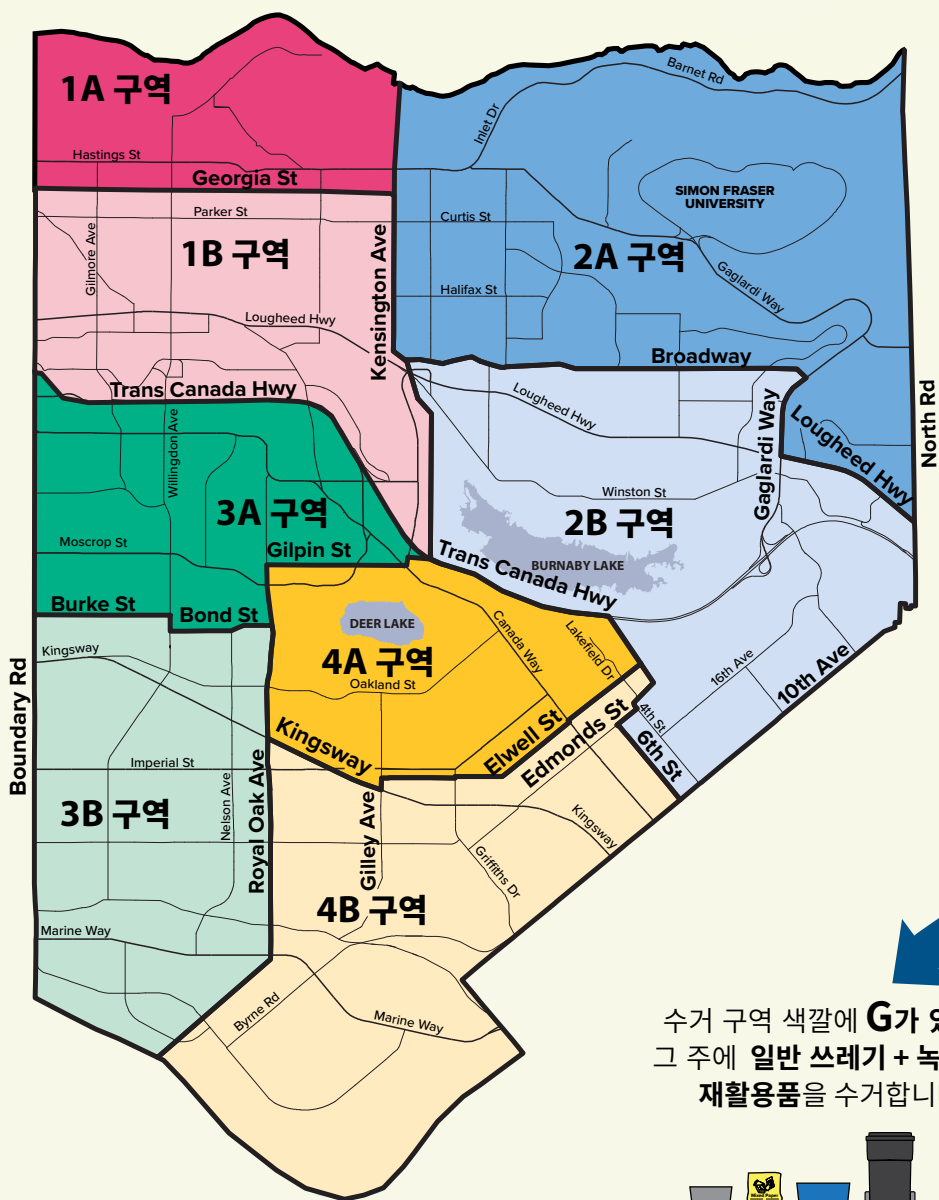 1A 구역
Barnet Rd
Inlet Dr
Hastings St
Georgia St
SIMON FRASER
UNIVERSITY
Parker St
Curtis St
Gilmore Ave
1B 구역
Kensington Ave
2A 구역
Gaglardi Way
Halifax St
Lougheed Hwy
Broadway
Trans Canada Hwy
Lougheed Hwy
Gaglardi Way
Lougheed Hwy
North Rd
Willingdon Ave
Winston St
3A 구역
2B 구역
Moscrop St
Gilpin St
Trans Canada Hwy
BURNABY LAKE
Burke St
Bond St
DEER LAKE
Canada Way
Lakefield Dr
Kingsway
4A 구역
Oakland St
16th Ave
10th Ave
Boundary Rd
4th St
6th St
Kingsway
Elwell St
Edmonds St
Imperial St
Nelson Ave
Royal Oak Ave
3B 구역
Gilley Ave
Kingsway
Griffiths Dr
4B 구역
Marine Way
Byrne Rd
Marine Way
수거 구역 색깔에 G가
그 주에 일반 쓰레기 +
재활용품을 수거합니
Mixed Paper